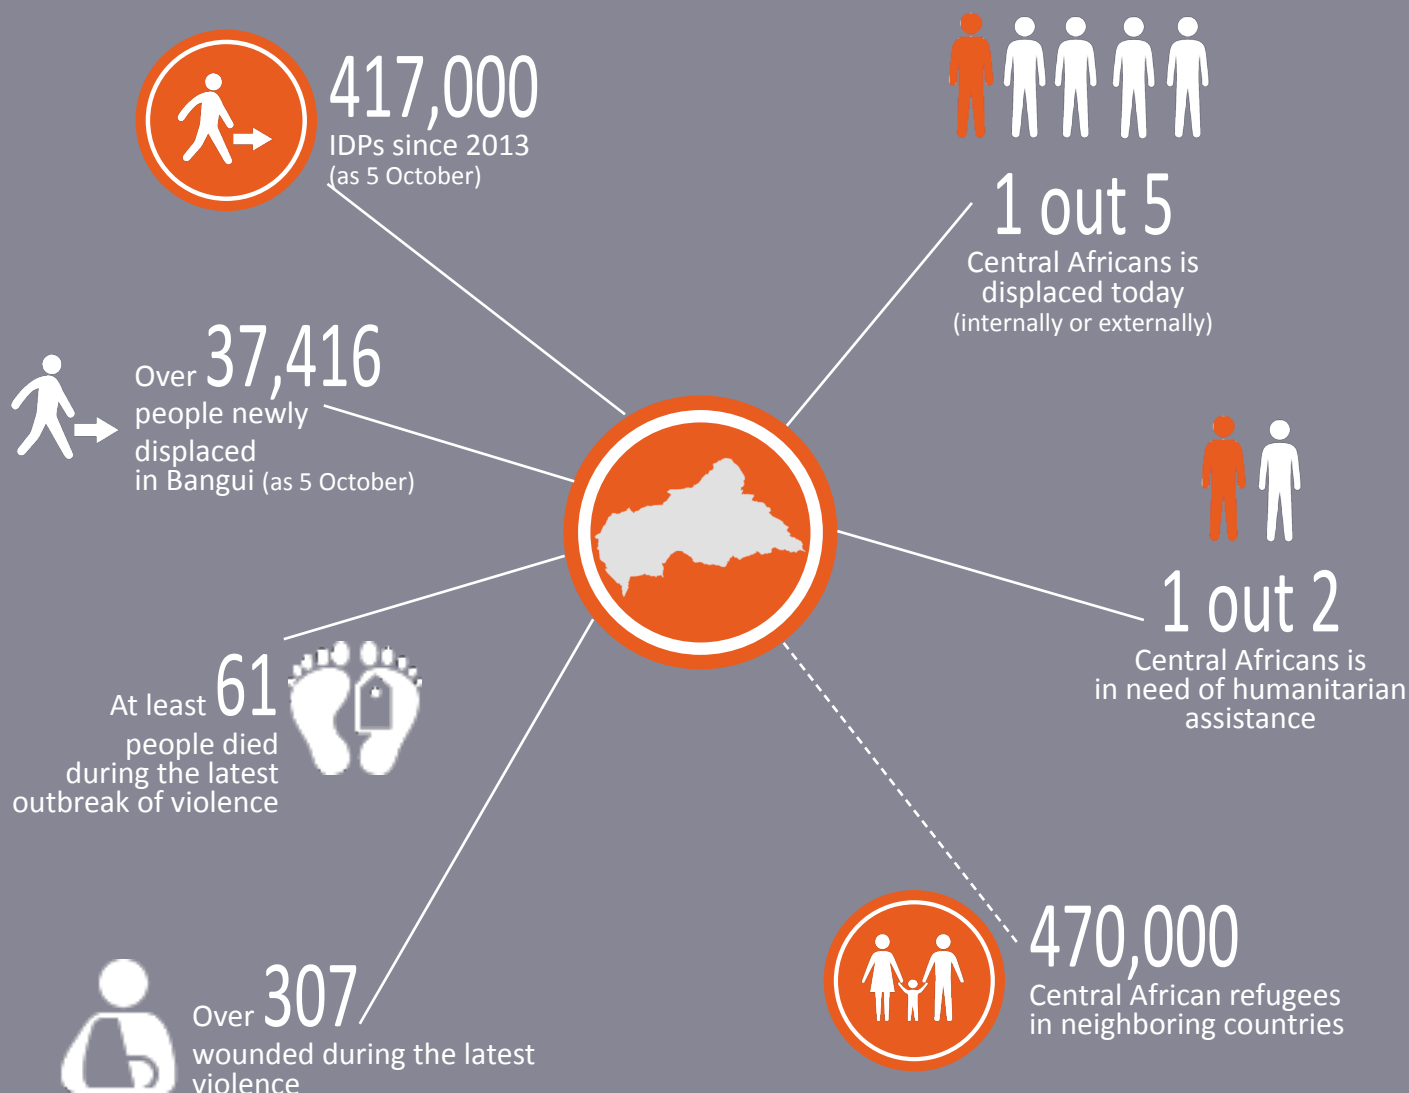 417,000
IDPs since 2013
(as 5 October)
1 out 5
Central Africans is
displaced today
(internally or externally)
Over 37,416
people newly
displaced
in Bangui (as 5 October)
1 out 2
Central Africans is
in need of humanitarian
assistance
At least 61
people died
during the latest
outbreak of violence
470,000
Central African refugees
in neighboring countries
Over 307
wounded during the latest
violence